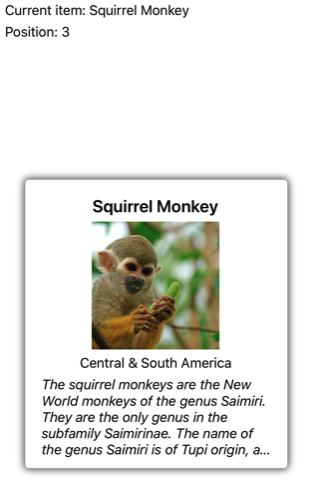 Current item: Squirrel Monkey
Position: 3
Squirrel Monkey
Central & South America
The squirrel monkeys are the New
World monkeys of the genus Saimiri.
They are the only genus in the
subfamily Saimirinae. The name of
the genus Saimiri is of Tupi origin, a...